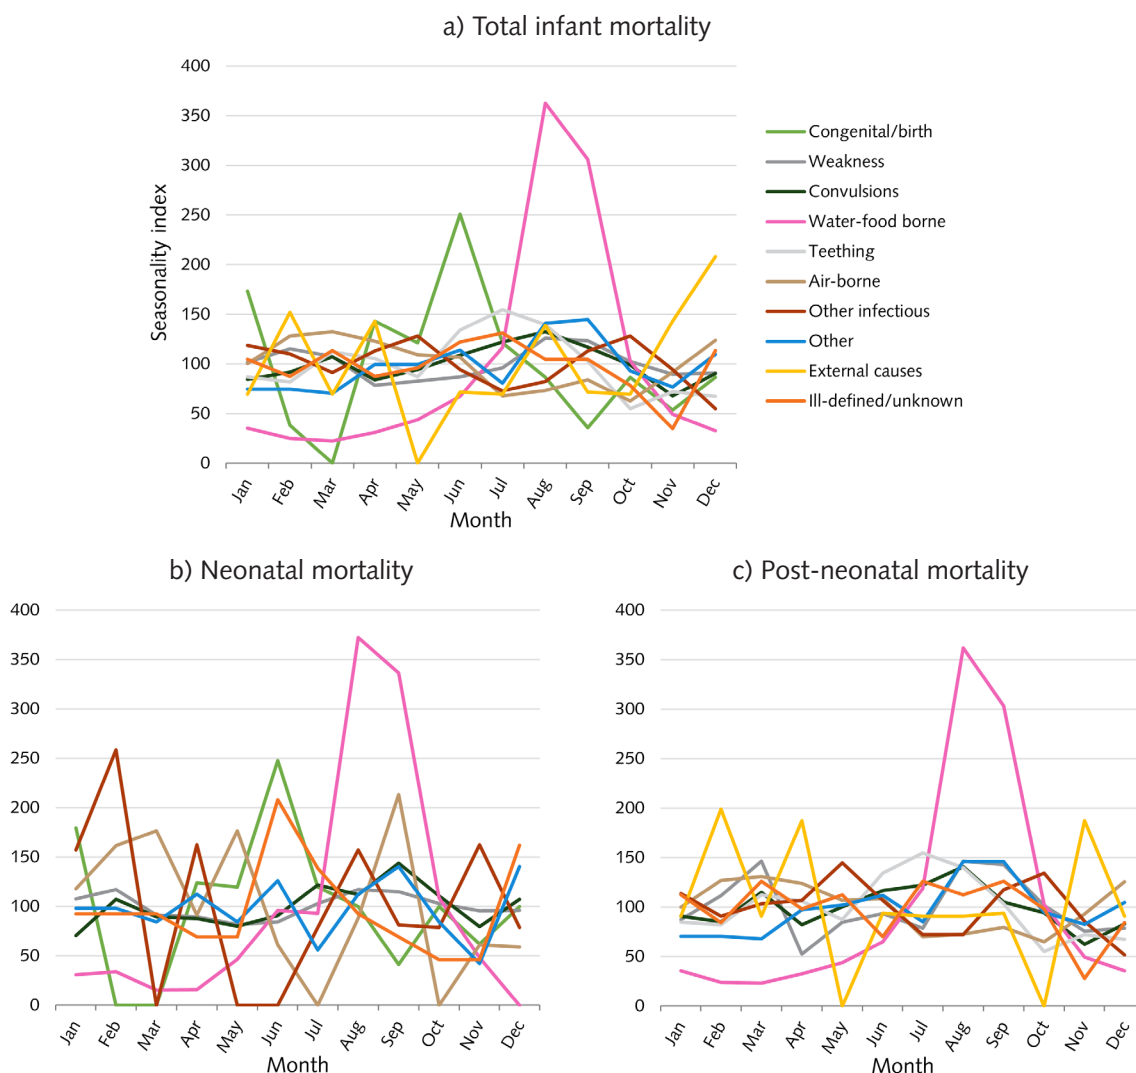 a) Total infant mortality
400
350
300
250
200
150
100
50
0
Seasonality index
Jan Feb Mar Apr May Jun Jul Aug Sep Oct Nov Dec
Month
Congenital/birth
Weakness
Convulsions
Water-food borne
Teething
Air-borne
Other infectious
Other
External causes
Ill-defined/unknown
b) Neonatal mortality
400
350
300
250
200
150
100
50
0
Jan Feb Mar Apr May Jun Jul Aug Sep Oct Nov Dec
Month
c) Post-neonatal mortality
400
350
300
250
200
150
100
50
0
Jan Feb Mar Apr May Jun Jul Aug Sep Oct Nov Dec
Month